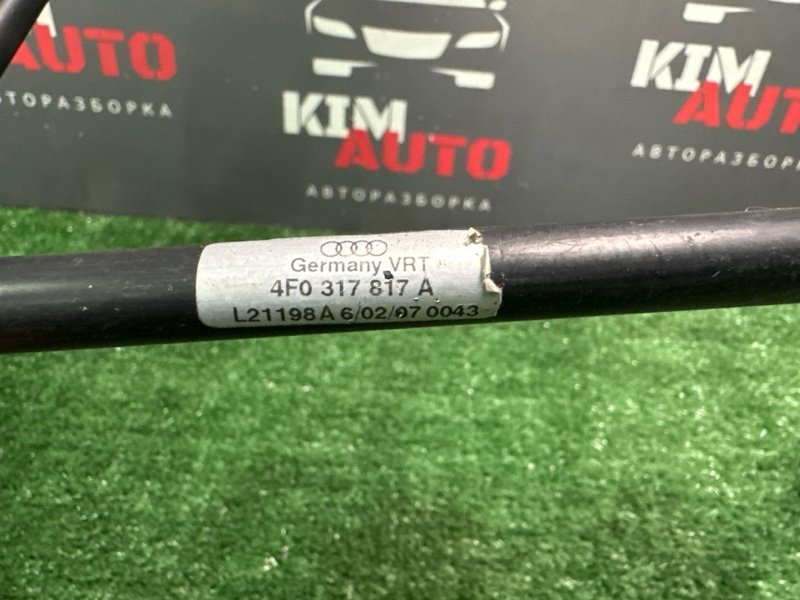 AUTO
АВТОРАЗБОРКА
KIM
AUTO
АВТОРАЗБОРКА
KIM
AUTO
АВТОРАЗБОРКА
Germany VRT
4F0 317 817 A
L21198A 6/02/07 0043